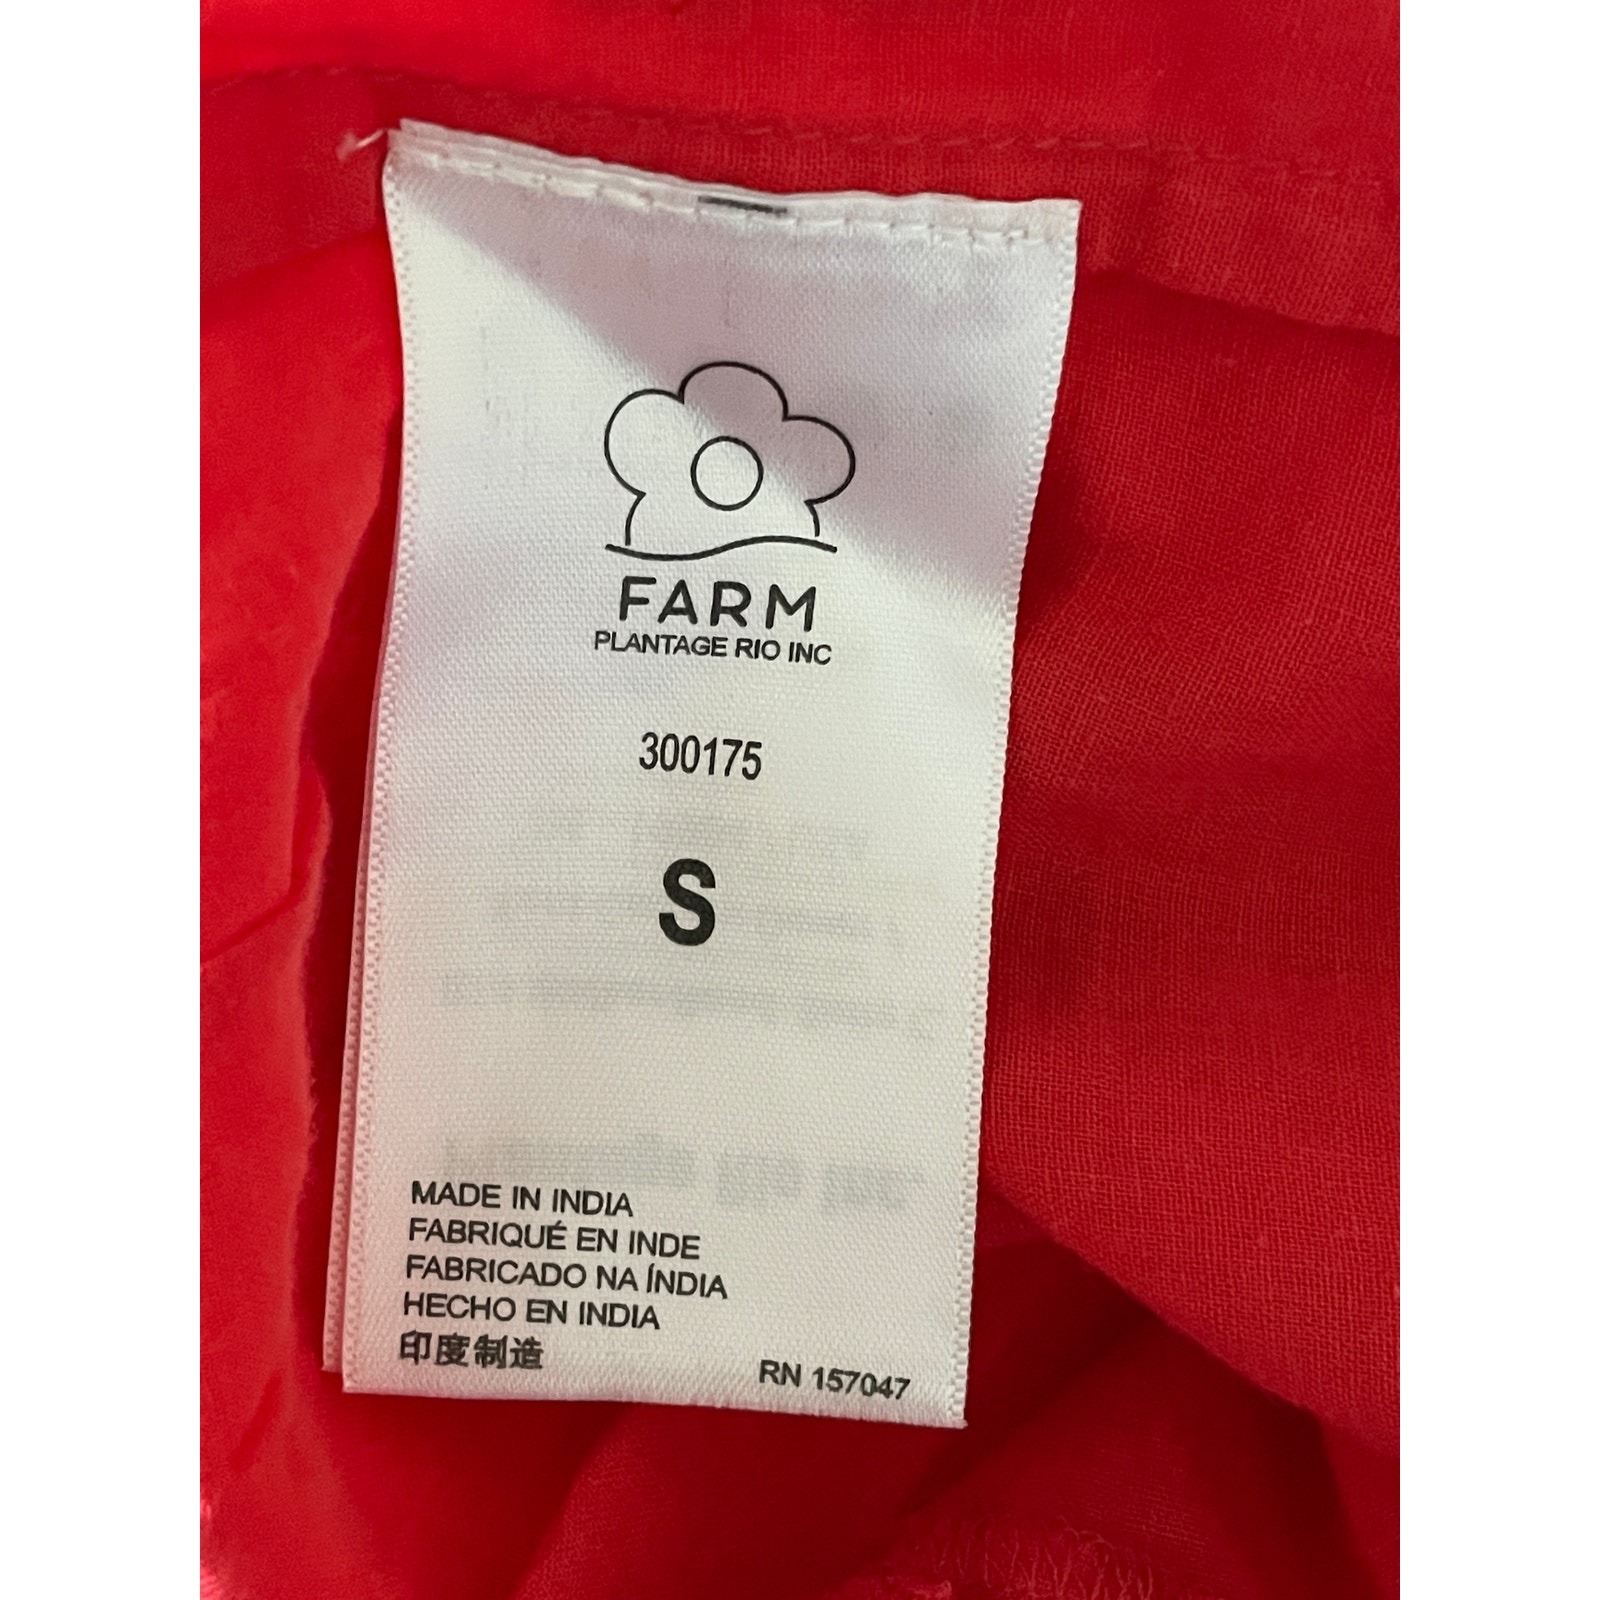 FARM
PLANTAGE RIO INC
300175
S
MADE IN INDIA
FABRIQUÉ EN INDE
FABRICADO NA ÍNDIA
HECHO EN INDIA
印度制造
RN 157047